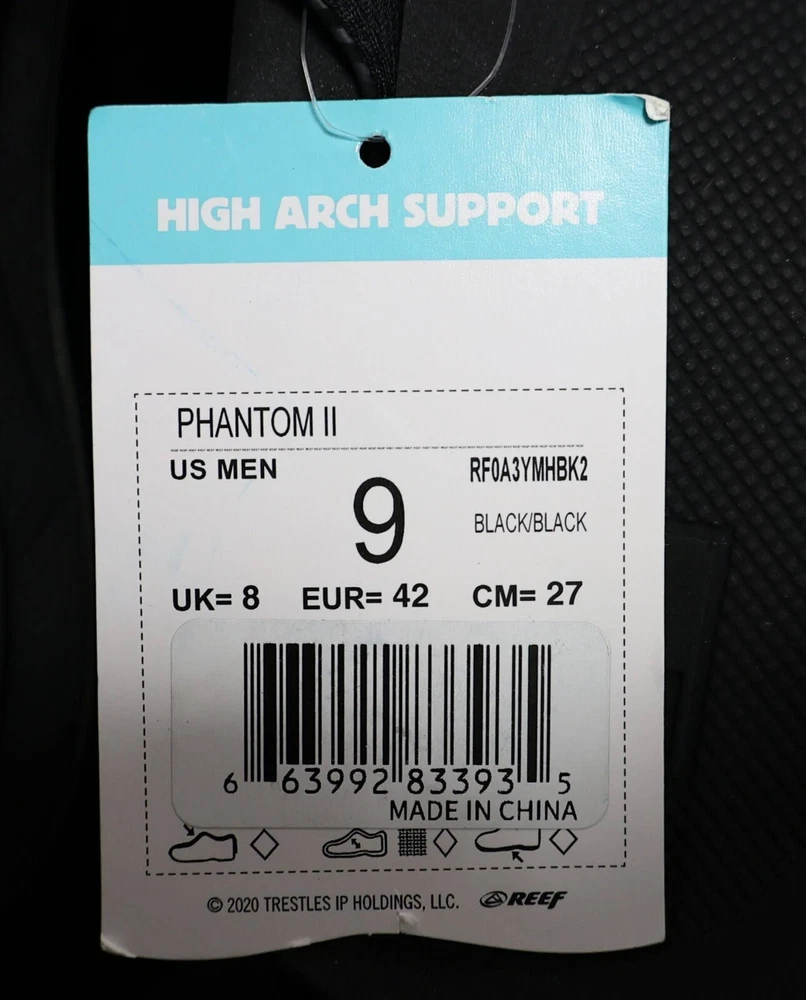 HIGH ARCH SUPPORT
PHANTOM II
US MEN
9
RF0A3YMHBK2
BLACK/BLACK
UK= 8 EUR= 42 CM= 27
6 63992 83393 5
MADE IN CHINA
© 2020 TRESTLES IP HOLDINGS, LLC. REEF